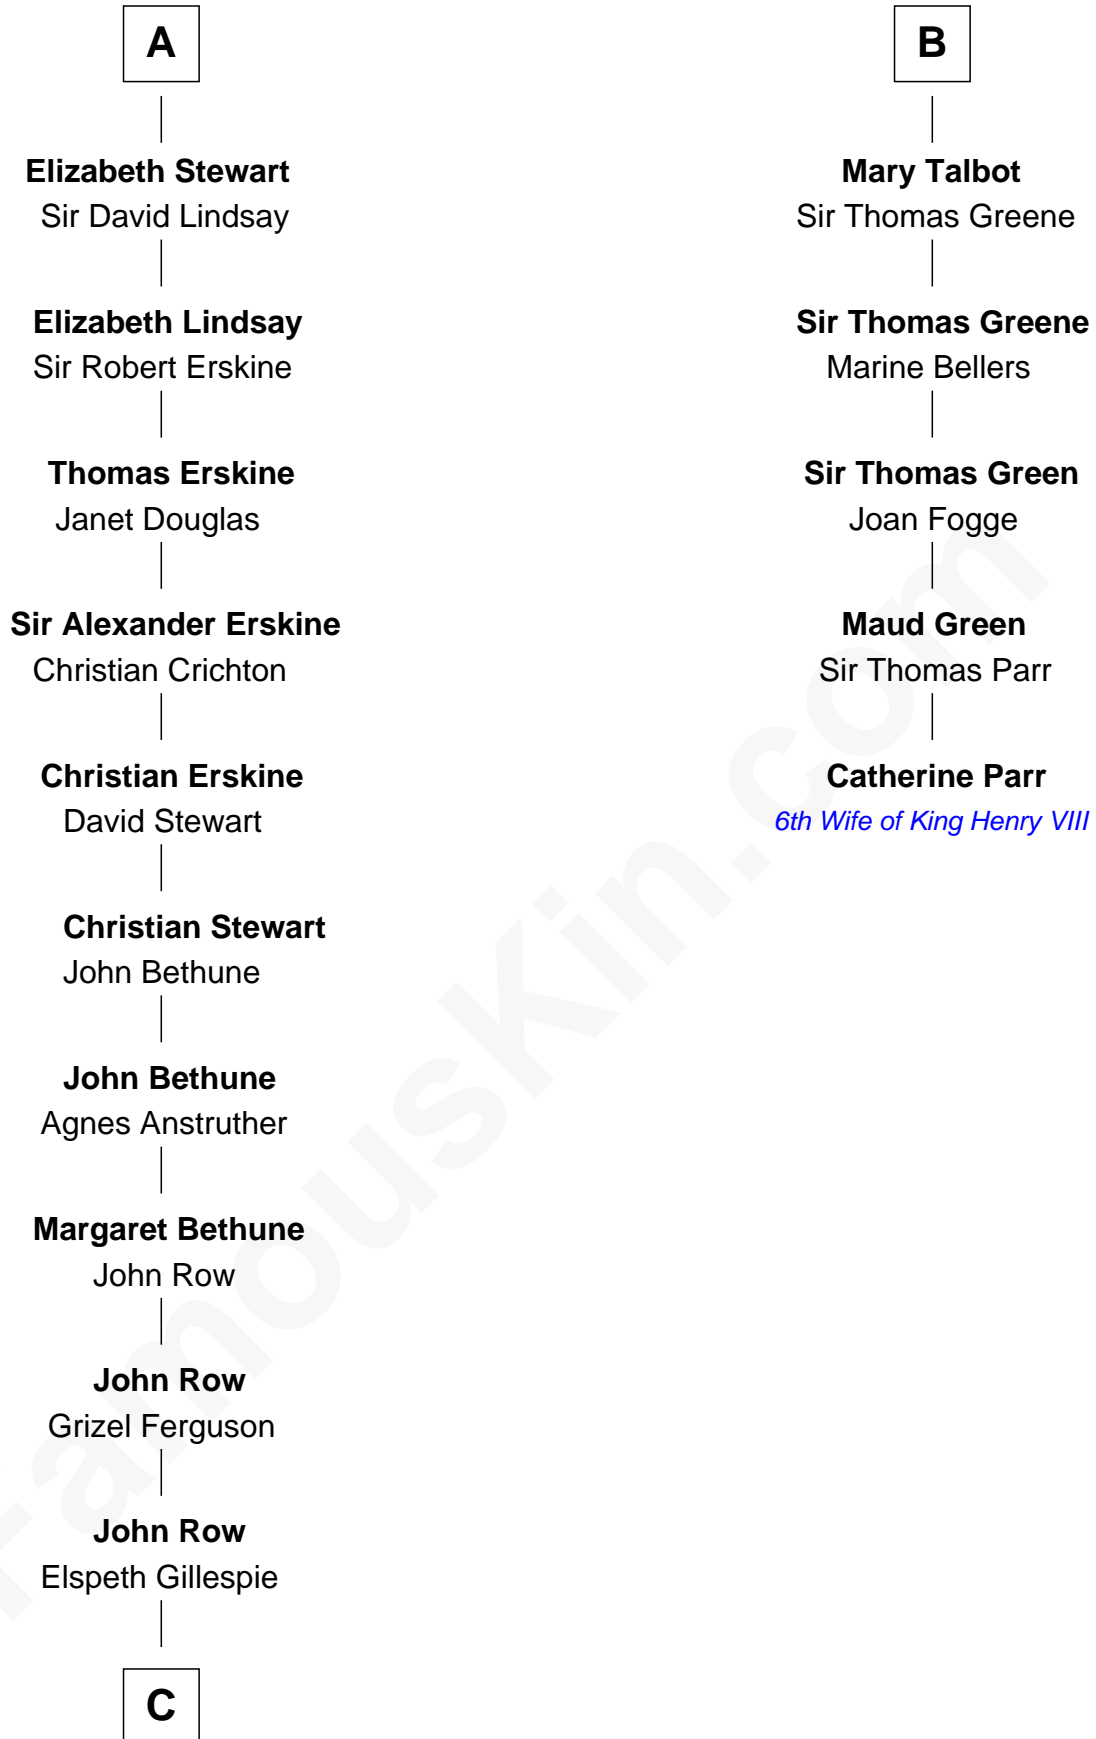 A
Elizabeth Stewart
Sir David Lindsay
Elizabeth Lindsay
Sir Robert Erskine
Thomas Erskine
Janet Douglas
Sir Alexander Erskine
Christian Crichton
Christian Erskine
David Stewart
Christian Stewart
John Bethune
John Bethune
Agnes Anstruther
Margaret Bethune
John Row
John Row
Grizel Ferguson
John Row
Elspeth Gillespie
C
B
Mary Talbot
Sir Thomas Greene
Sir Thomas Greene
Marine Bellers
Sir Thomas Green
Joan Fogge
Maud Green
Sir Thomas Parr
Catherine Parr
6th Wife of King Henry VIII
FamousKin.com